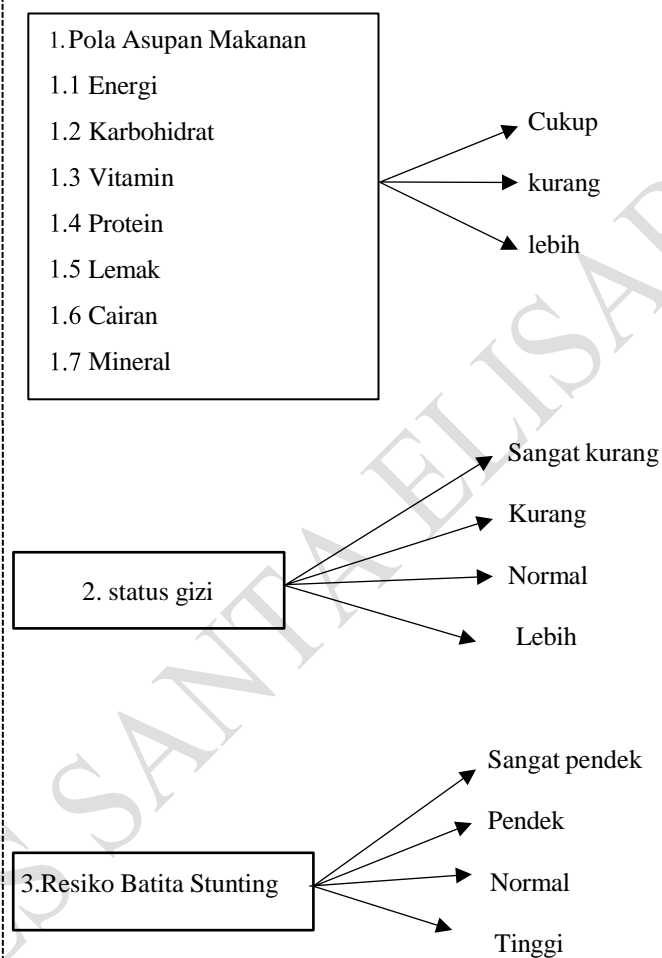 1.Pola Asupan Makanan
1.1 Energi
1.2 Karbohidrat
1.3 Vitamin
1.4 Protein
1.5 Lemak
1.6 Cairan
1.7 Mineral
Cukup
kurang
lebih
2. status gizi
Sangat kurang
Kurang
Normal
Lebih
3.Resiko Batita Stunting
Sangat pendek
Pendek
Normal
Tinggi
SANTA